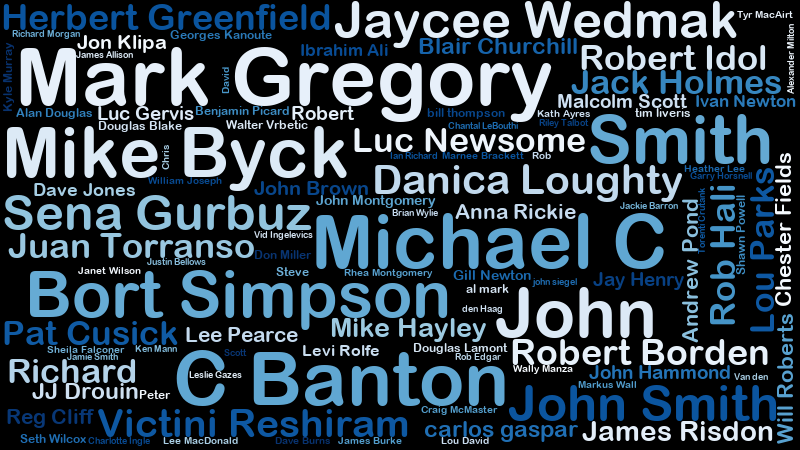 Herbert Greenfield
Jaycee Wedmak
Tyr MacAirt
Richard Morgan
Georges Kanoute
Jon Klipa
Ibrahim Ali
Blair Churchill
Robert Idol
Alexander Milton
James Allison
Kyle Murray
Mark Gregory
David
Jack Holmes
Malcolm Scott
Ivan Newton
Alan Douglas
Luc Gervis
Benjamin Picard
Robert
bill thompson
Kath Ayres
tim liveris
Douglas Blake
Walter Vrbetic
Chantal LeBouthi
Riley Talbot
Smith
Mike Byck
Chris
Luc Newsome
Ian Richard
Marnee Brackett
Rob
Heather Lee
Garry Horsnell
William Joseph
Dave Jones
John Brown
Danica Loughty
Chester Fields
Lou Parks
Sena Gurbuz
John Montgomery
Brian Wylie
Anna Rickie
Jackie Barron
Andrew Pond
Torenti Crutank
Rob Hali
Shawn Powell
Juan Torranso
Vid Ingelevics
Don Miller
Michael C
Justin Bellows
Janet Wilson
Steve
Rhea Montgomery
Gill Newton
john siegel
Jay Henry
Bort Simpson
al mark
den Haag
John
Pat Cusick
Lee Pearce
Mike Hayley
Sheila Falconer
Ken Mann
Scott
Levi Rolfe
Douglas Lamont
Robert Borden
Jamie Smith
Rob Edgar
Will Roberts
Richard
Leslie Gazes
C Banton
Wally Manza
John Hammond
Van den
JJ Drouin
Peter
Markus Wall
John Smith
Reg Cliff
Victini Reshiram
Craig McMaster
carlos gaspar
James Risdon
Seth Wilcox
Charlotte Ingle
Lee MacDonald
Dave Burns
James Burke
Lou David